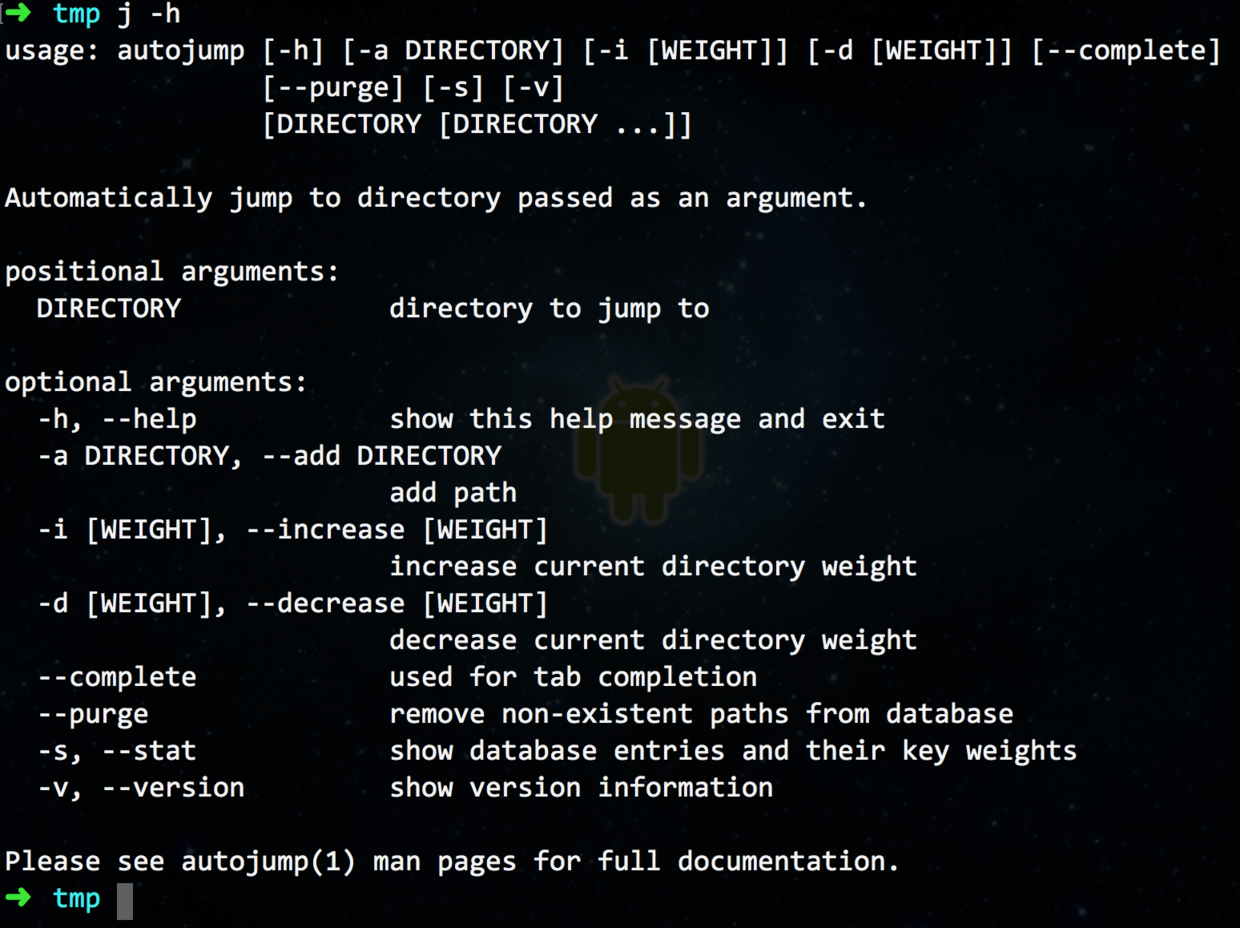 ➜ tmp j -h
usage: autojump [-h] [-a DIRECTORY] [-i [WEIGHT]] [-d [WEIGHT]] [--complete]
                [--purge] [-s] [-v]
                [DIRECTORY [DIRECTORY ...]]

Automatically jump to directory passed as an argument.

positional arguments:
  DIRECTORY             directory to jump to

optional arguments:
  -h, --help            show this help message and exit
  -a DIRECTORY, --add DIRECTORY
                        add path
  -i [WEIGHT], --increase [WEIGHT]
                        increase current directory weight
  -d [WEIGHT], --decrease [WEIGHT]
                        decrease current directory weight
  --complete            used for tab completion
  --purge               remove non-existent paths from database
  -s, --stat            show database entries and their key weights
  -v, --version         show version information

Please see autojump(1) man pages for full documentation.
➜ tmp